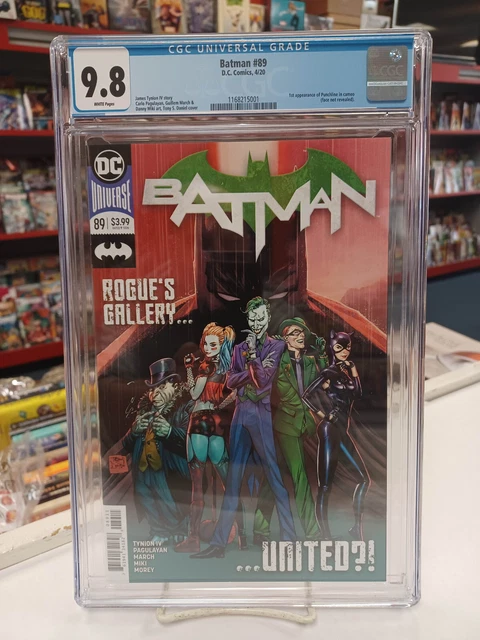 CGC UNIVERSAL GRADE
9.8
WHITE Pages
Batman #89
D.C. Comics, 4/20
James Tynion IV story
Carlo Pagulayan, Guillem March &
Danny Miki art, Tony S. Daniel cover
1st appearance of Punchline in cameo
(face not revealed).
1168215001
DC
UNIVERSE
89 $3.99
BATMAN
ROGUE'S
GALLERY...
TYNION IV
PAGULAYAN
MARCH
MIKI
MOREY
...UNITED?!